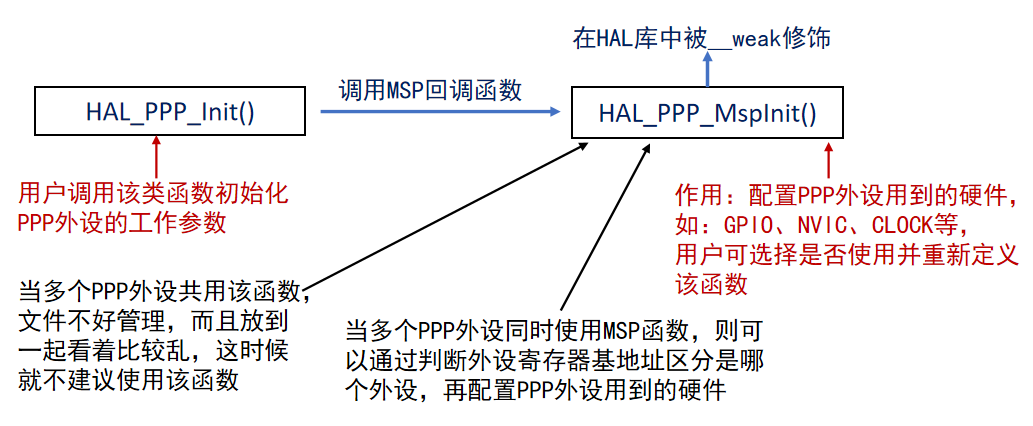 在HAL库中被__weak修饰
HAL_PPP_Init()
调用MSP回调函数
HAL_PPP_MspInit()
用户调用该类函数初始化
PPP外设的工作参数
作用：配置PPP外设用到的硬件，
如：GPIO、NVIC、CLOCK等，
用户可选择是否使用并重新定义
该函数
当多个PPP外设共用该函数，
文件不好管理，而且放到
一起看着比较乱，这时候
就不建议使用该函数
当多个PPP外设同时使用MSP函数，则可
以通过判断外设寄存器基地址区分是哪
个外设，再配置PPP外设用到的硬件